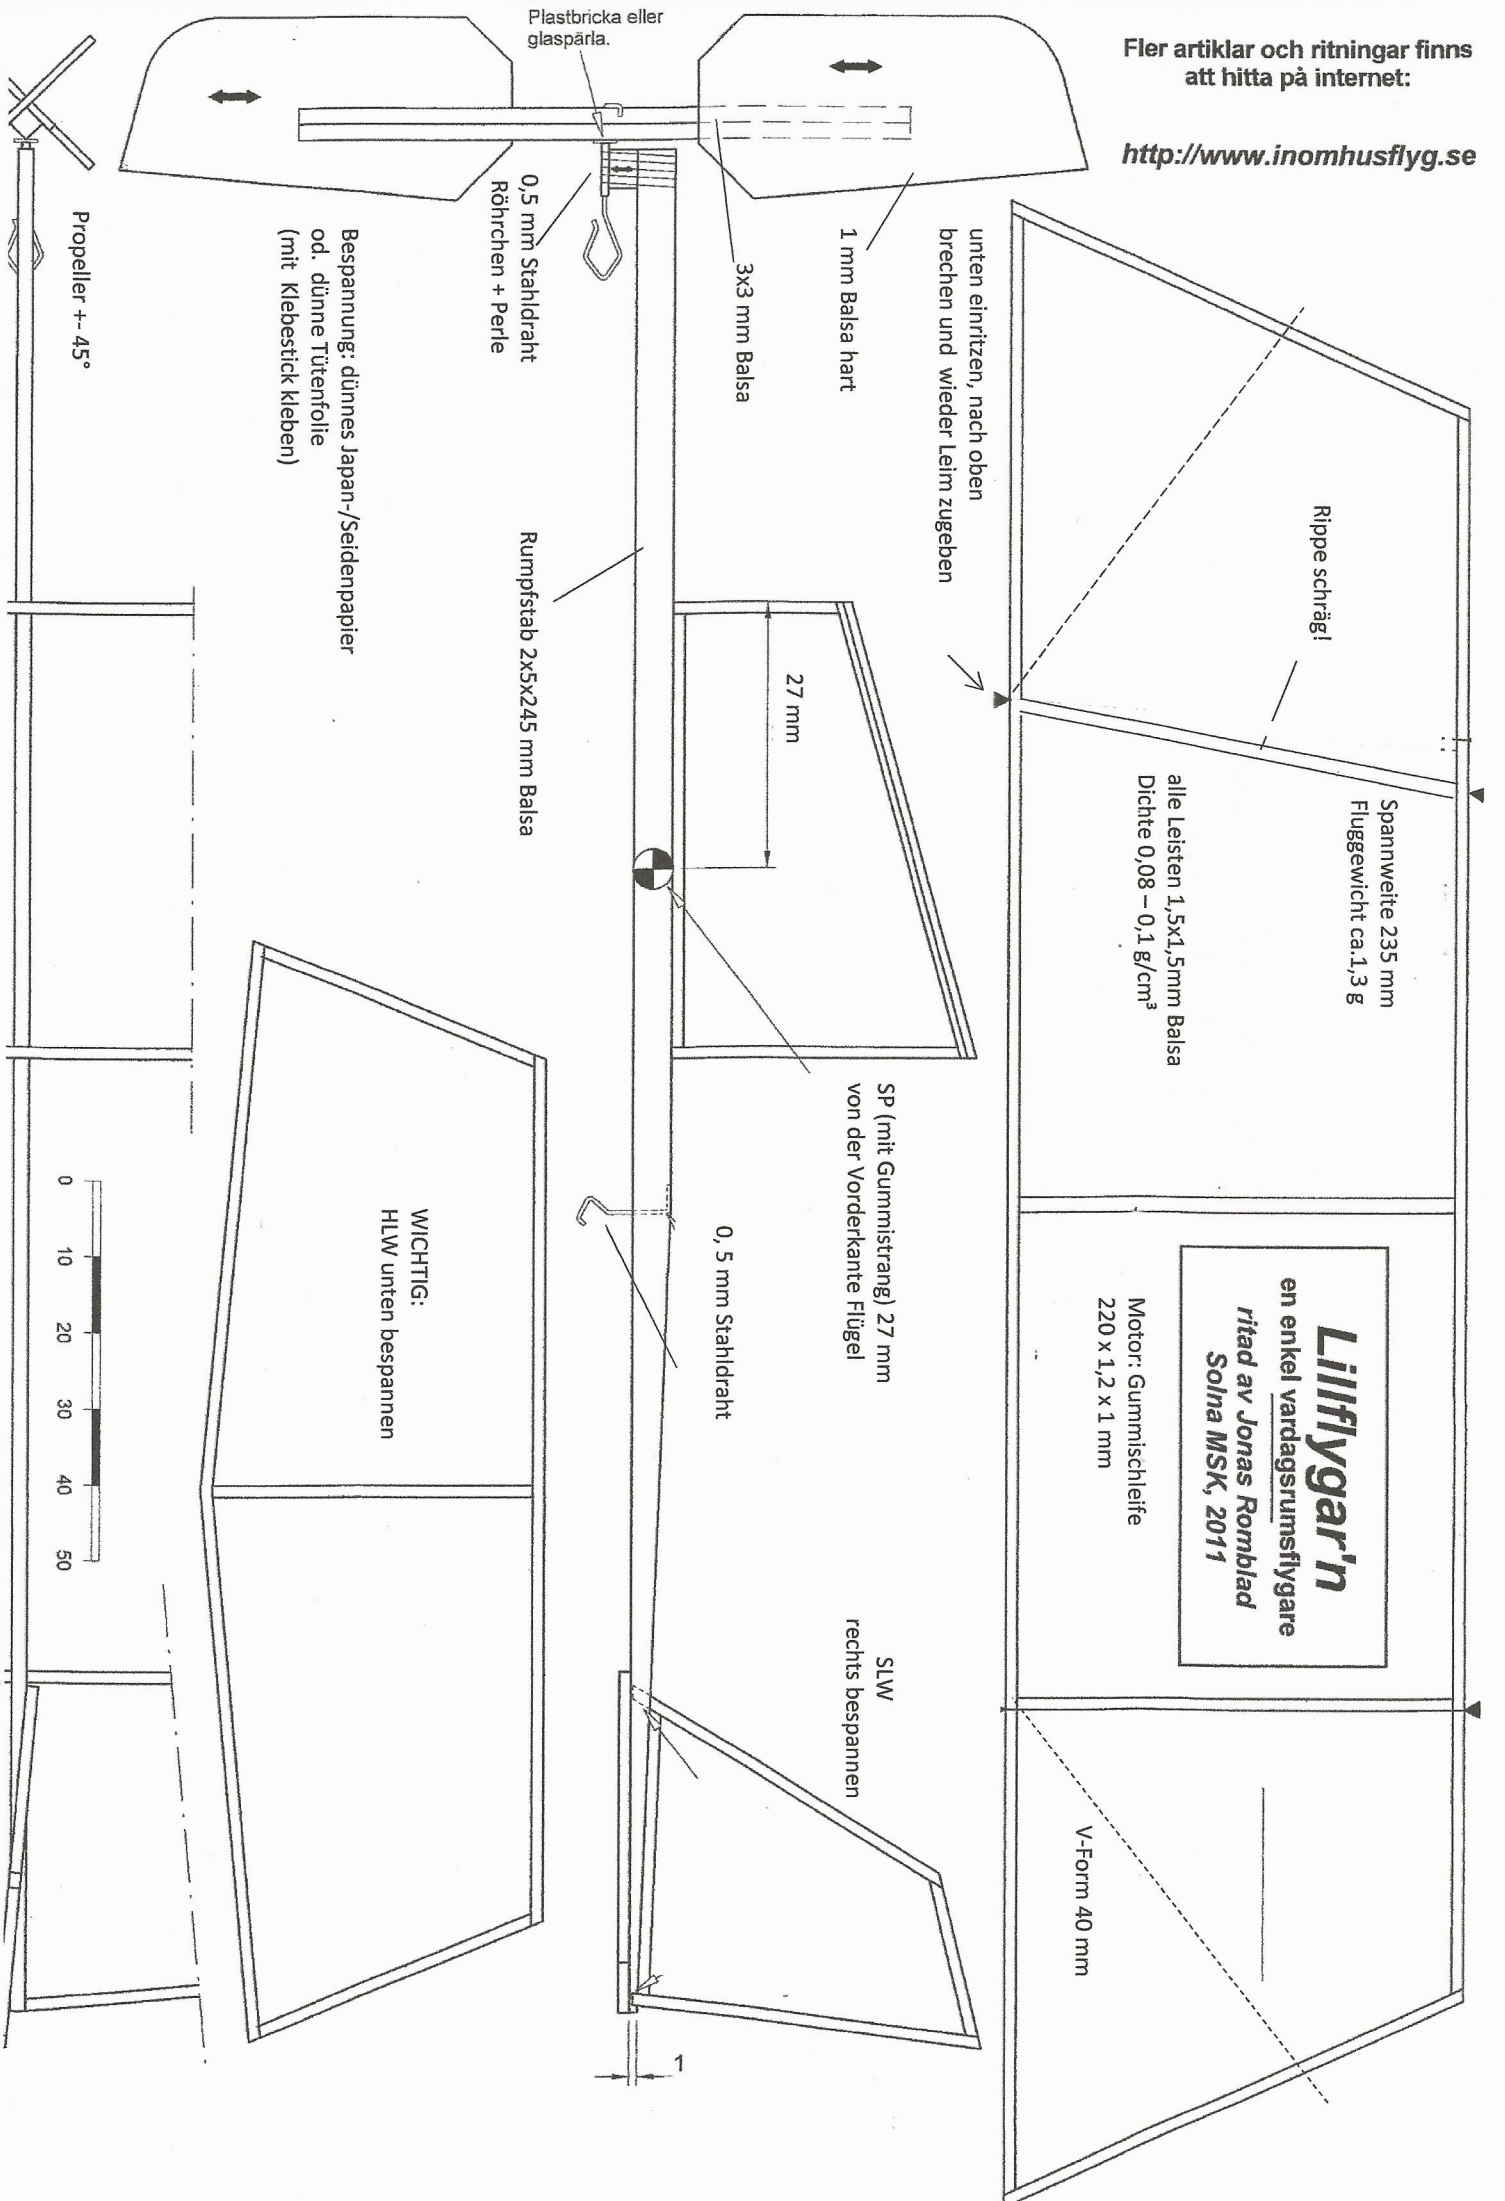 Fler artiklar och ritningar finns
att hitta på internet:
http://www.inomhusflyg.se
Plastbricka eller
glaspärla.
Rippe schräg!
Spannweite 235 mm
Fluggewicht ca.1,3 g
alle Leisten 1,5x1,5mm Balsa
Dichte 0,08 – 0,1 g/cm³
Lillflygar'n
en enkel vardagsrumsflygare
ritad av Jonas Romblad
Solna MSK, 2011
Motor: Gummischleife
220 x 1,2 x 1 mm
V-Form 40 mm
unten einritzen, nach oben
brechen und wieder Leim zugeben
1 mm Balsa hart
3x3 mm Balsa
27 mm
SP (mit Gummistrang) 27 mm
von der Vorderkante Flügel
SLW
rechts bespannen
0, 5 mm Stahldraht
1
0,5 mm Stahldraht
Röhrchen + Perle
Rumpfstab 2x5x245 mm Balsa
Bespannung: dünnes Japan-/Seidenpapier
od. dünne Tütenfolie
(mit Klebestick kleben)
WICHTIG:
HLW unten bespannen
Propeller +- 45°
0 10 20 30 40 50